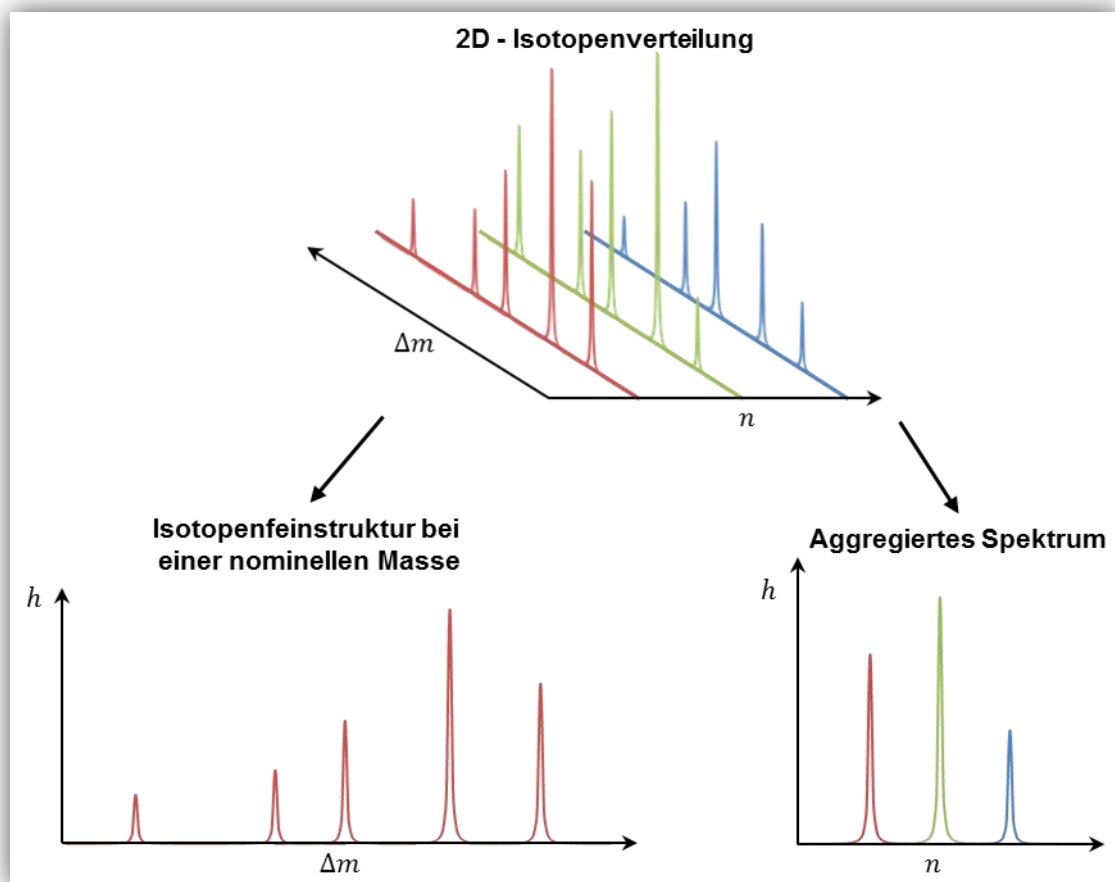 2D - Isotopenverteilung
Δm
n
Isotopenfeinstruktur bei
einer nominellen Masse
h
Δm
Aggregiertes Spektrum
h
n